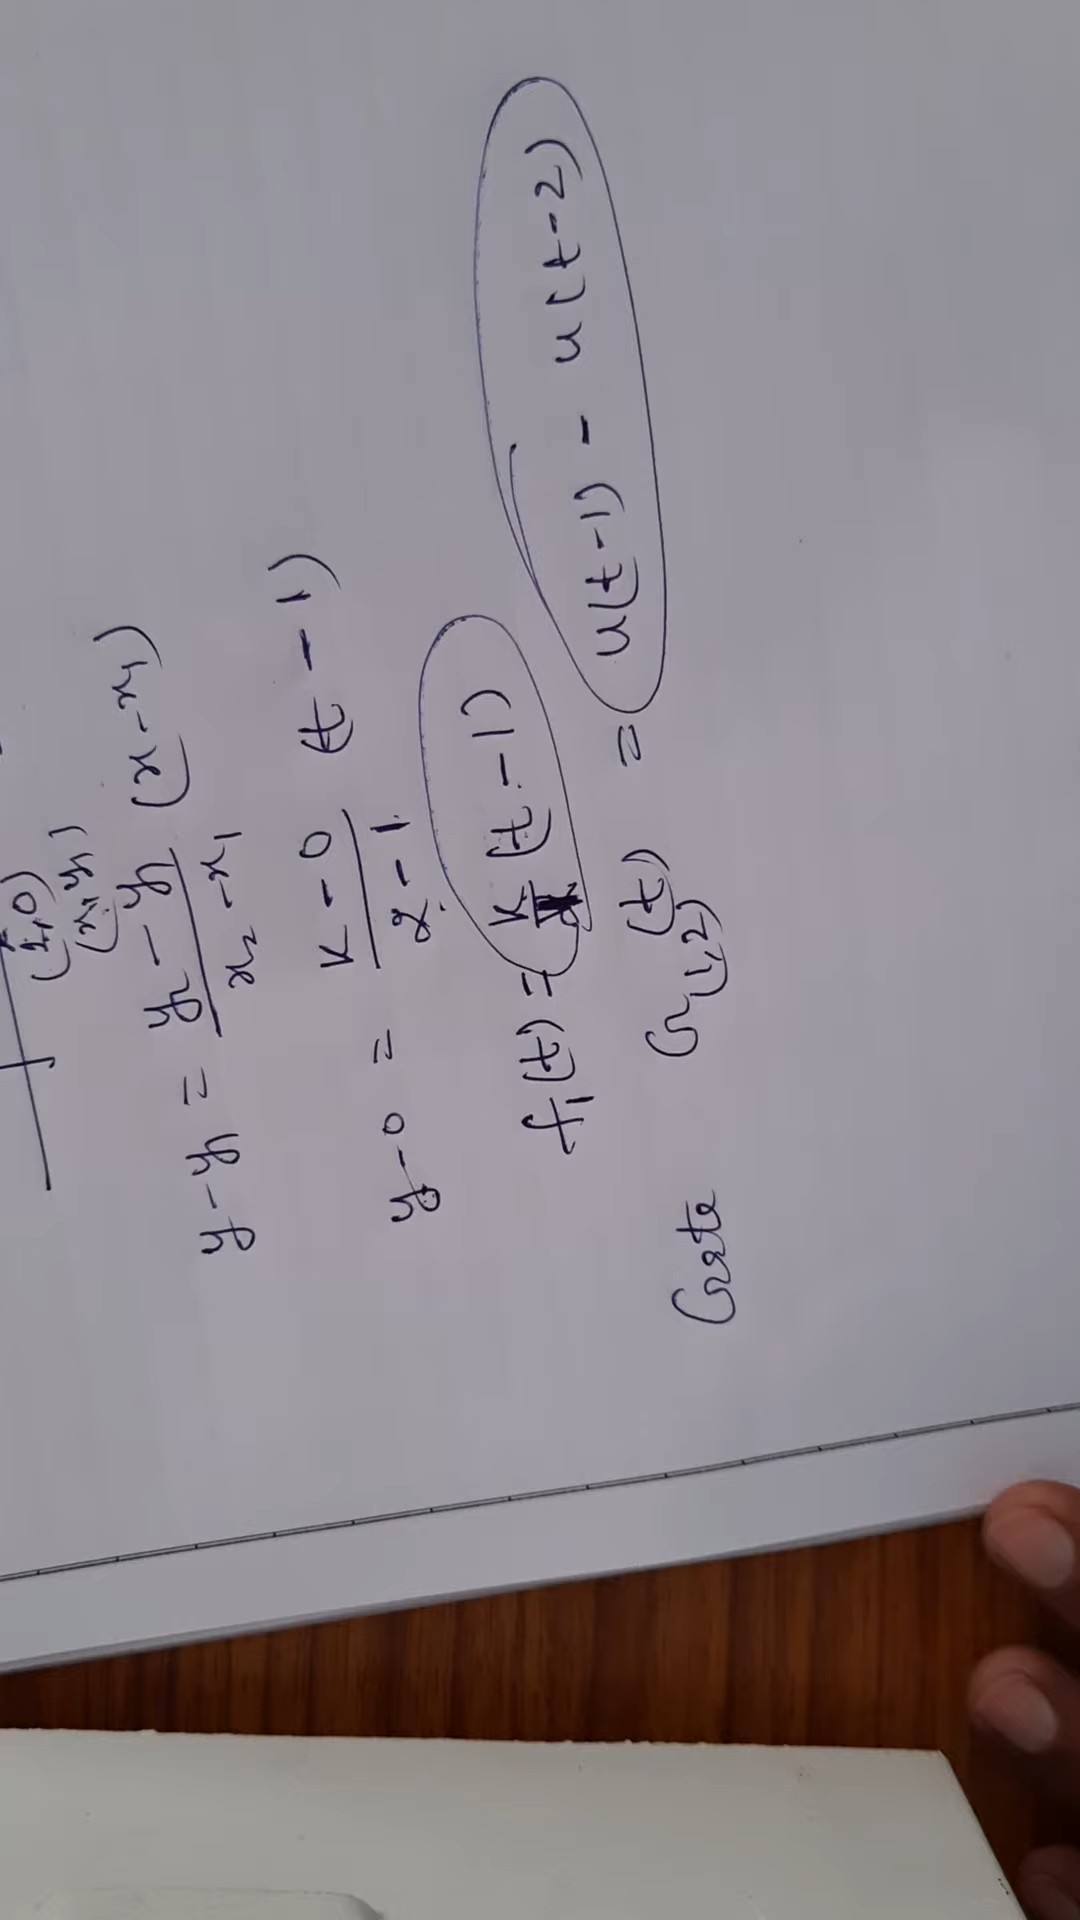 (1,0)
(x₁ y₁)
y - y₁ = y₂ - y₁ / x₂ - x₁ (x - x₁)
y - 0 = K - 0 / 2 - 1 (t - 1)
f₁(t) = K (t - 1)
Gate G(1,2)(t) = u(t-1) - u(t-2)